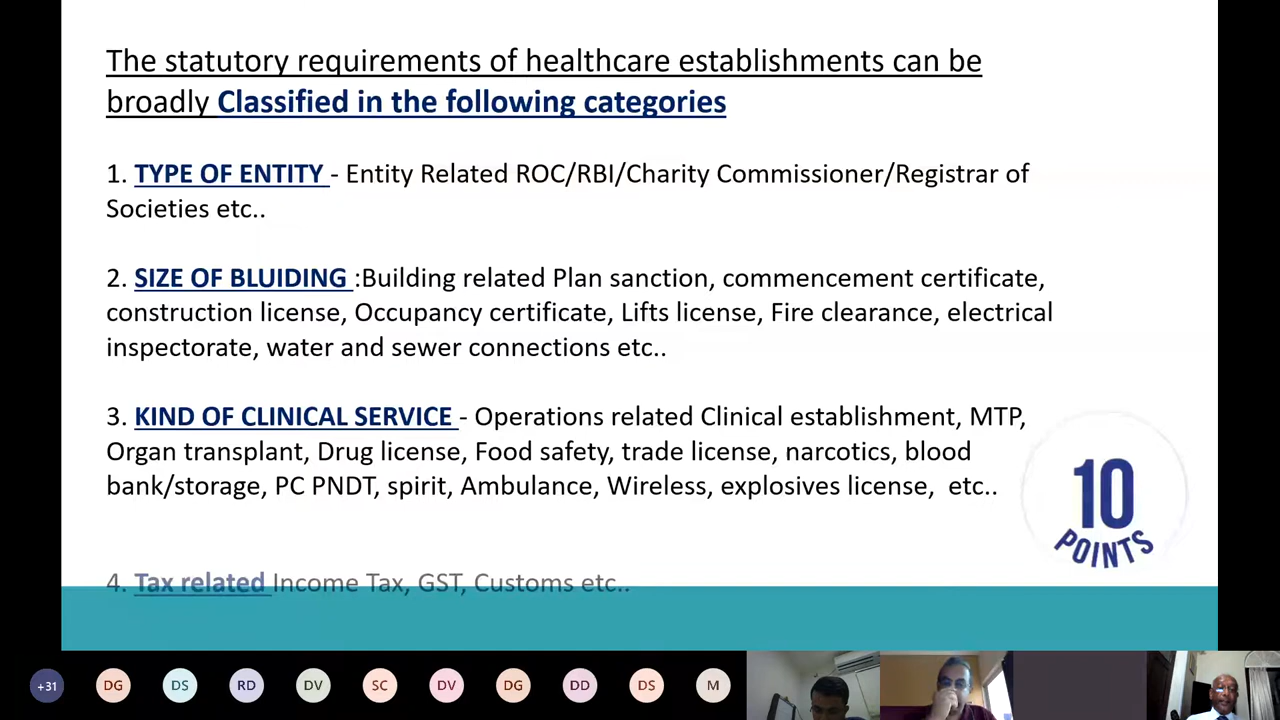 The statutory requirements of healthcare establishments can be
broadly Classified in the following categories
1. TYPE OF ENTITY - Entity Related ROC/RBI/Charity Commissioner/Registrar of
Societies etc..
2. SIZE OF BLUIDING :Building related Plan sanction, commencement certificate,
construction license, Occupancy certificate, Lifts license, Fire clearance, electrical
inspectorate, water and sewer connections etc..
3. KIND OF CLINICAL SERVICE - Operations related Clinical establishment, MTP,
Organ transplant, Drug license, Food safety, trade license, narcotics, blood
bank/storage, PC PNDT, spirit, Ambulance, Wireless, explosives license, etc..
10
POINTS
4. Tax related Income Tax, GST, Customs etc..
+31 DG DS RD DV SC DV DG DD DS M